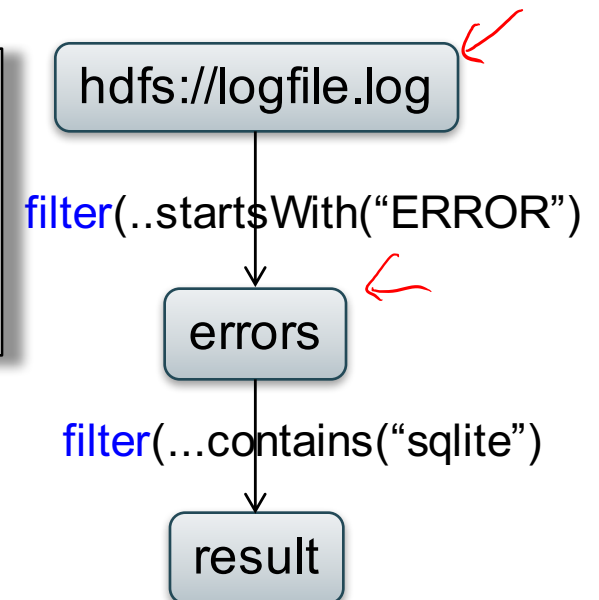 hdfs://logfile.log
filter(..startsWith(“ERROR”)
errors
filter(...contains(“sqlite”)
result